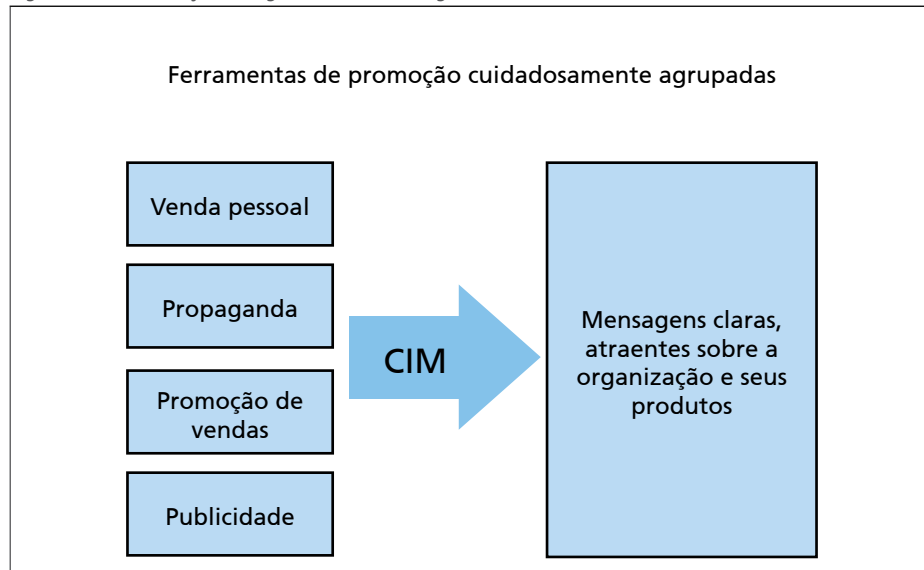 Ferramentas de promoção cuidadosamente agrupadas
Venda pessoal
Propaganda
Promoção de
vendas
Publicidade
CIM
Mensagens claras,
atraentes sobre a
organização e seus
produtos